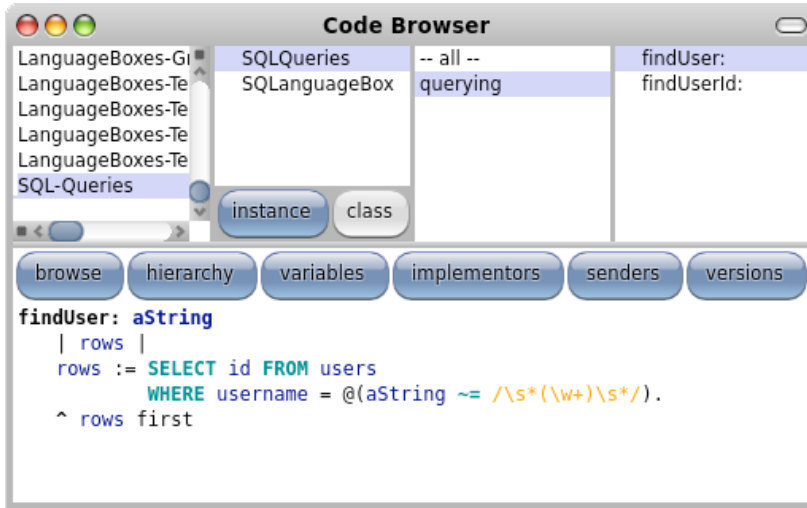 Code Browser
LanguageBoxes-Gr
LanguageBoxes-Te
LanguageBoxes-Te
LanguageBoxes-Te
LanguageBoxes-Te
SQL-Queries
SQLQueries
SQLanguageBox
instance class
-- all --
querying
findUser:
findUserId:
browse hierarchy variables implementors senders versions
findUser: aString
| rows |
rows := SELECT id FROM users
WHERE username = @(aString ~= /\s*(\w+)\s*/).
^ rows first